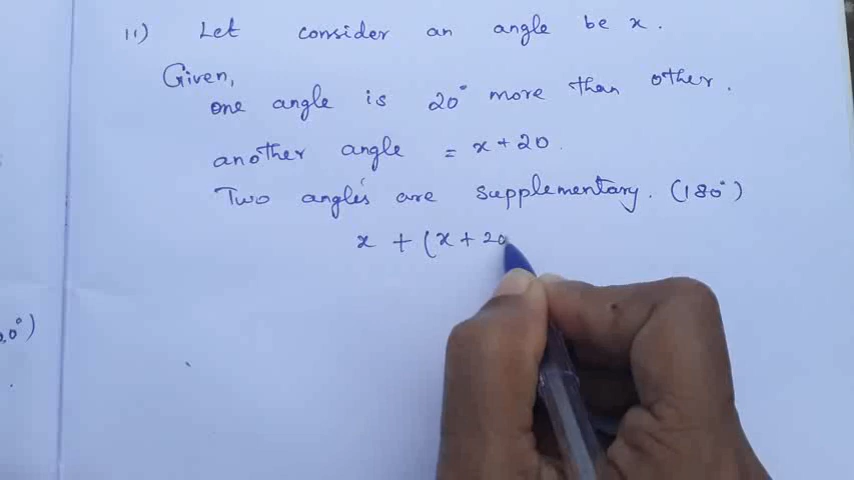 11) Let consider an angle be x.
Given,
one angle is 20° more than other.
another angle = x + 20.
Two angles are supplementary. (180°)
x + (x + 20
0°)